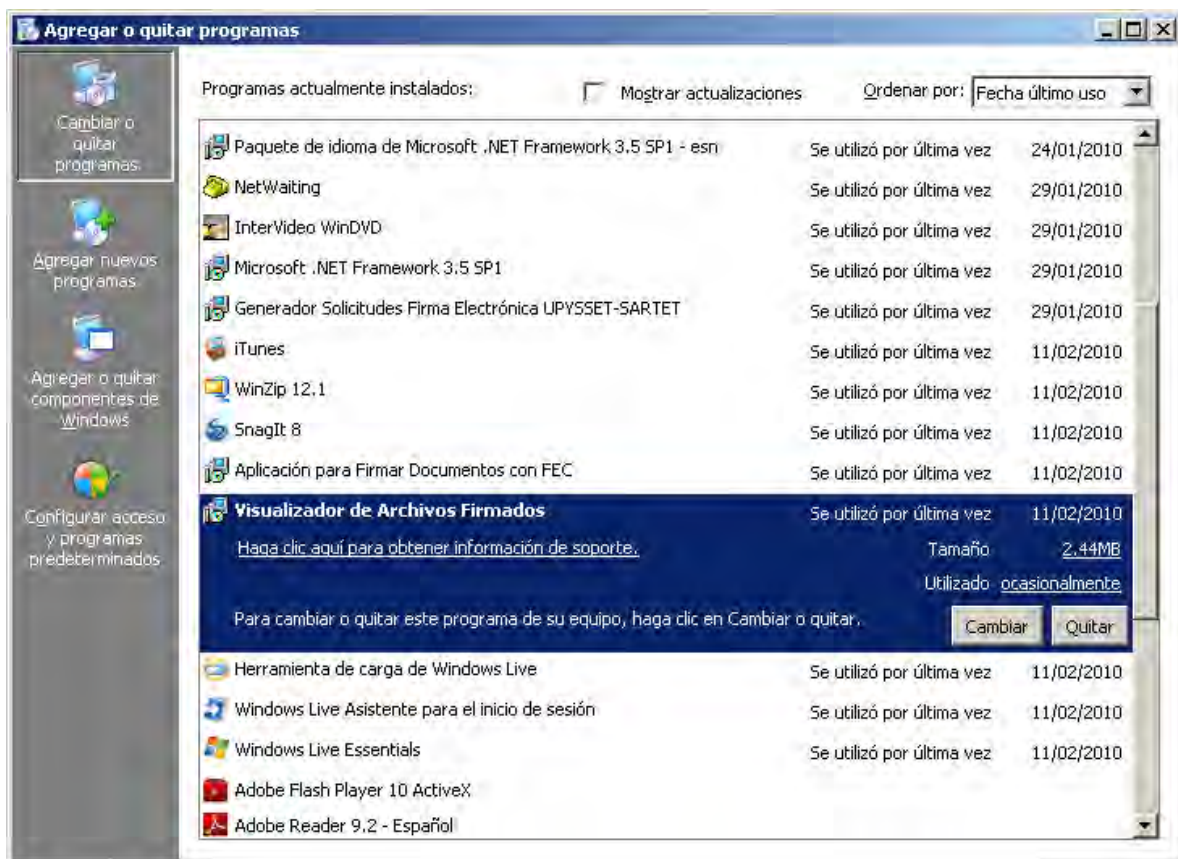 Agregar o quitar programas
Cambiar o
quitar
programas
Agregar nuevos
programas
Agregar o quitar
componentes de
Windows
Configurar acceso
y programas
predeterminados
Programas actualmente instalados:
Mostrar actualizaciones
Ordenar por: Fecha último uso
Paquete de idioma de Microsoft .NET Framework 3.5 SP1 - esn Se utilizó por última vez 24/01/2010
NetWaiting Se utilizó por última vez 29/01/2010
InterVideo WinDVD Se utilizó por última vez 29/01/2010
Microsoft .NET Framework 3.5 SP1 Se utilizó por última vez 29/01/2010
Generador Solicitudes Firma Electrónica UPYSSET-SARTET Se utilizó por última vez 29/01/2010
iTunes Se utilizó por última vez 11/02/2010
WinZip 12.1 Se utilizó por última vez 11/02/2010
SnagIt 8 Se utilizó por última vez 11/02/2010
Aplicación para Firmar Documentos con FEC Se utilizó por última vez 11/02/2010
Visualizador de Archivos Firmados Se utilizó por última vez 11/02/2010
Haga clic aquí para obtener información de soporte. Tamaño 2.44MB
Utilizado ocasionalmente
Para cambiar o quitar este programa de su equipo, haga clic en Cambiar o quitar. Cambiar Quitar
Herramienta de carga de Windows Live Se utilizó por última vez 11/02/2010
Windows Live Asistente para el inicio de sesión Se utilizó por última vez 11/02/2010
Windows Live Essentials Se utilizó por última vez 11/02/2010
Adobe Flash Player 10 ActiveX
Adobe Reader 9.2 - Español